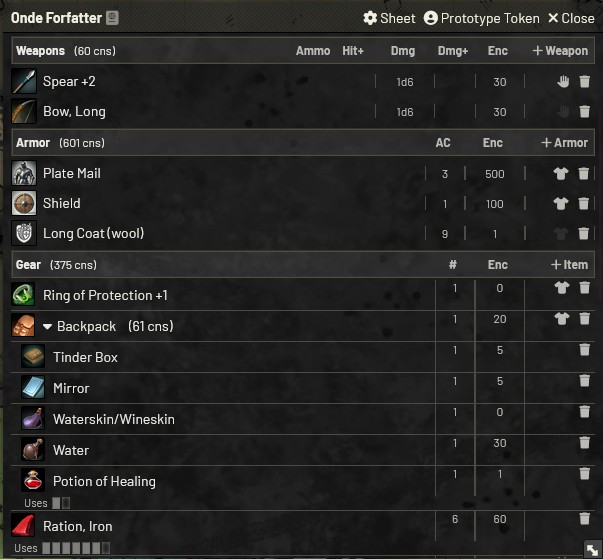 Onde Forfatter Sheet Prototype Token Close
Weapons (60 cns) Ammo Hit+ Dmg Dmg+ Enc + Weapon
Spear +2 1d6 30
Bow, Long 1d6 30
Armor (601 cns) AC Enc + Armor
Plate Mail 3 500
Shield 1 100
Long Coat (wool) 9 1
Gear (375 cns) # Enc + Item
Ring of Protection +1 1 0
Backpack (61 cns) 1 20
Tinder Box 1 5
Mirror 1 5
Waterskin/Wineskin 1 0
Water 1 30
Potion of Healing 1 1
Uses
Ration, Iron 6 60
Uses